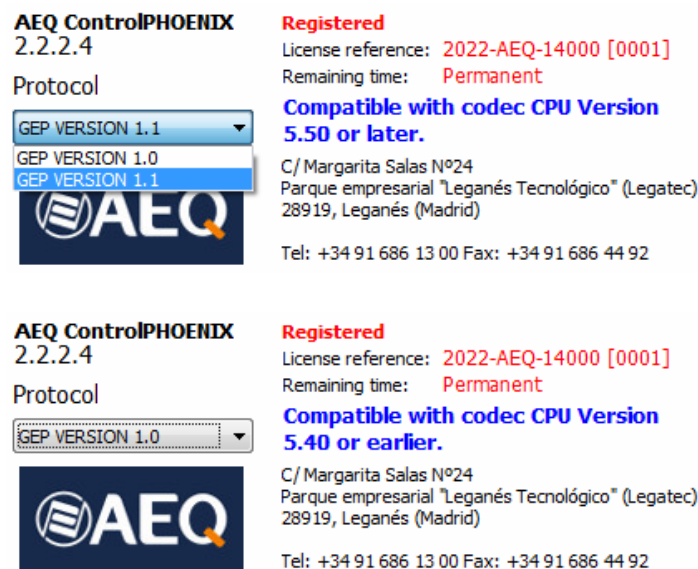 AEQ ControlPHOENIX
2.2.2.4
Protocol
GEP VERSION 1.1
GEP VERSION 1.0
GEP VERSION 1.1
AEQ
Registered
License reference: 2022-AEQ-14000 [0001]
Remaining time: Permanent
Compatible with codec CPU Version
5.50 or later.
C/ Margarita Salas Nº24
Parque empresarial "Leganés Tecnológico" (Legatec)
28919, Leganés (Madrid)
Tel: +34 91 686 13 00 Fax: +34 91 686 44 92
AEQ ControlPHOENIX
2.2.2.4
Protocol
GEP VERSION 1.0
AEQ
Registered
License reference: 2022-AEQ-14000 [0001]
Remaining time: Permanent
Compatible with codec CPU Version
5.40 or earlier.
C/ Margarita Salas Nº24
Parque empresarial "Leganés Tecnológico" (Legatec)
28919, Leganés (Madrid)
Tel: +34 91 686 13 00 Fax: +34 91 686 44 92